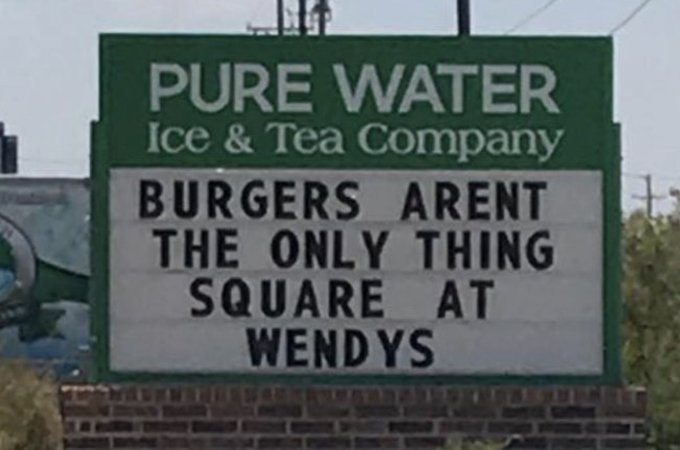 PURE WATER
Ice & Tea Company
BURGERS ARENT
THE ONLY THING
SQUARE AT
WENDYS